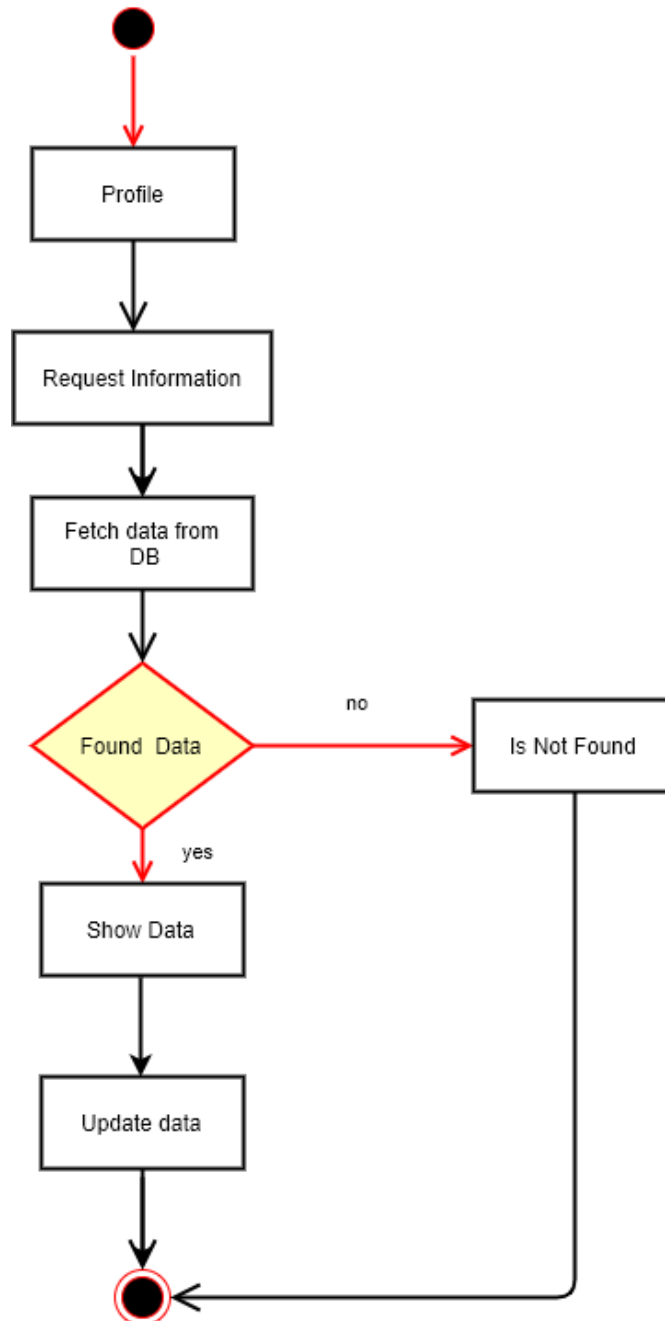 Profile
Request Information
Fetch data from
DB
Found  Data
no
Is Not Found
yes
Show Data
Update data